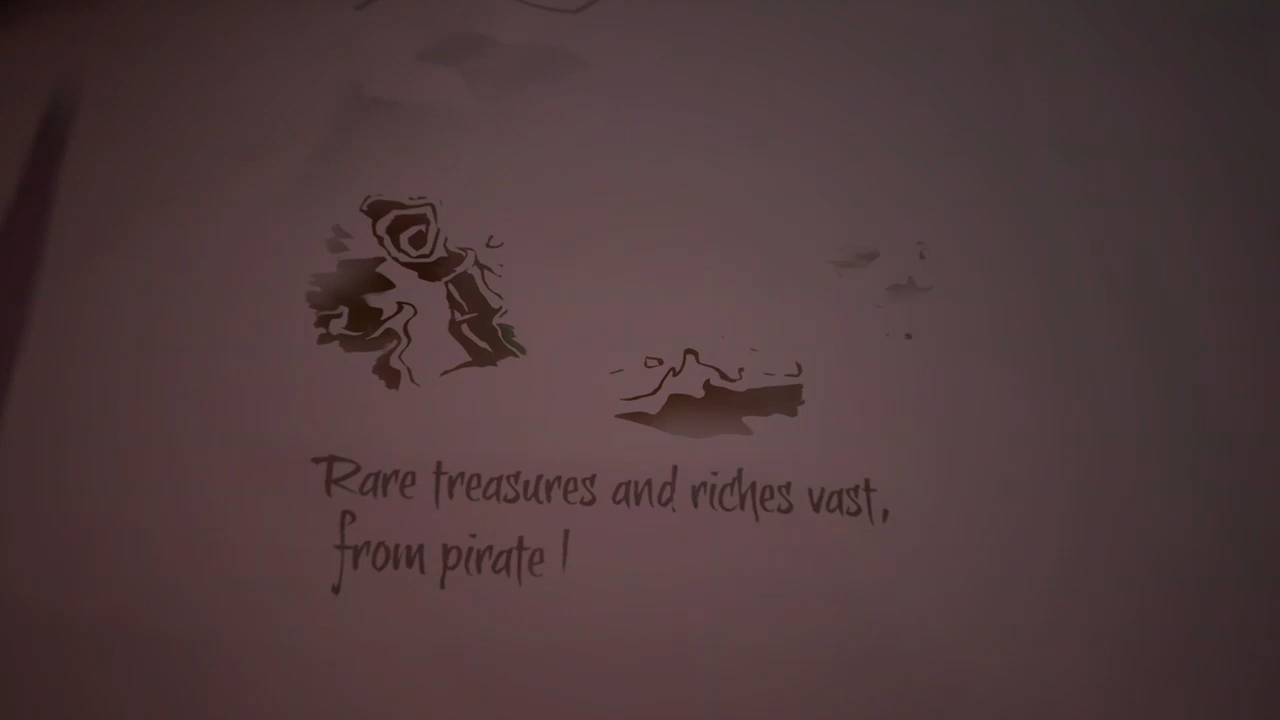 Rare treasures and riches vast,
from pirate l